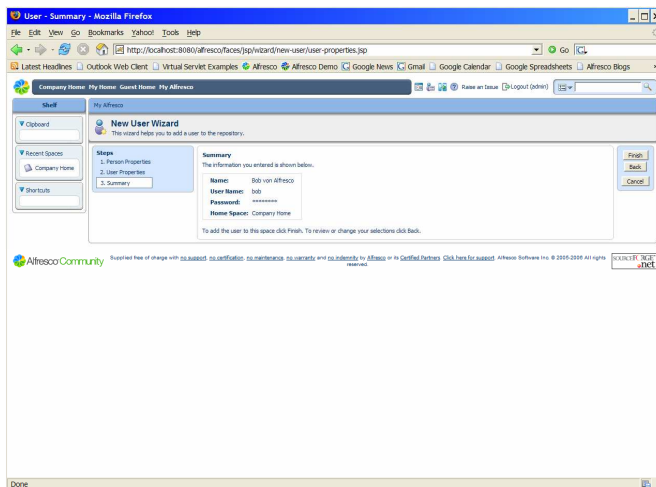 User - Summary - Mozilla Firefox
File Edit View Go Bookmarks Yahoo! Tools Help
http://localhost:8080/alfresco/faces/jsp/wizard/new-user/user-properties.jsp Go
Latest Headlines Outlook Web Client Virtual Servlet Examples Alfresco Alfresco Demo Google News Gmail Google Calendar Google Spreadsheets Alfresco Blogs
Company Home My Home Guest Home My Alfresco Raise an Issue Logout (admin)
Shelf
My Alfresco
Clipboard
New User Wizard
This wizard helps you to add a user to the repository.
Recent Spaces
Company Home
Shortcuts
Steps
1. Person Properties
2. User Properties
3. Summary
Summary
The information you entered is shown below.
Name: Bob von Alfresco
User Name: bob
Password: ********
Home Space: Company Home
To add the user to this space click Finish. To review or change your selections click Back.
Finish
Back
Cancel
Alfresco Community
Supplied free of charge with no support, no certification, no maintenance, no warranty and no indemnity by Alfresco or its Certified Partners. Click here for support. Alfresco Software Inc. © 2005-2006 All rights
reserved.
SOURCEFORGE
.net
Done